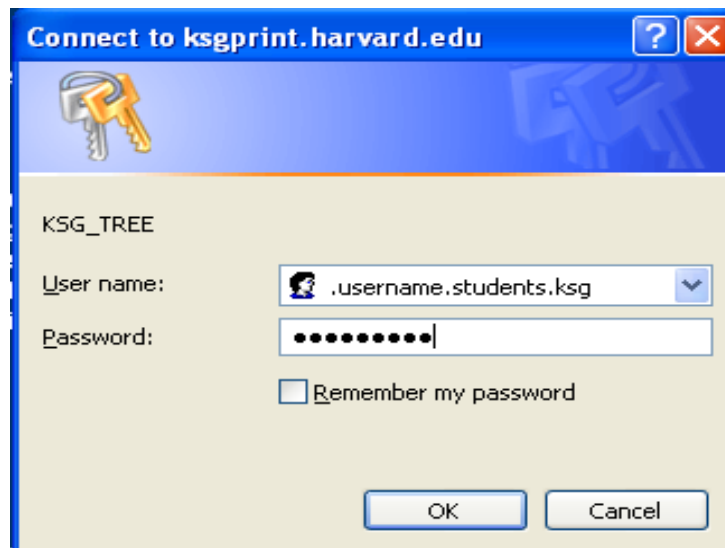 Connect to ksgprint.harvard.edu
KSG_TREE
User name: .username.students.ksg
Password: •••••••••
Remember my password
OK Cancel